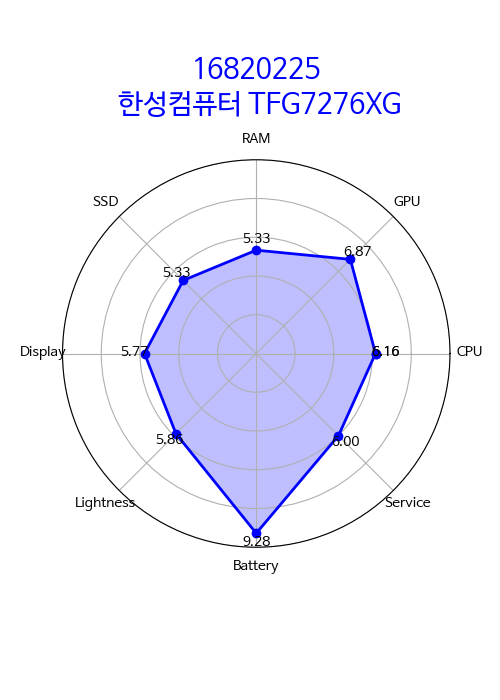 16820225
한성컴퓨터 TFG7276XG
RAM
SSD
GPU
5.33
6.87
5.33
Display
5.77
6.16
CPU
5.86
6.00
Lightness
Service
9.28
Battery